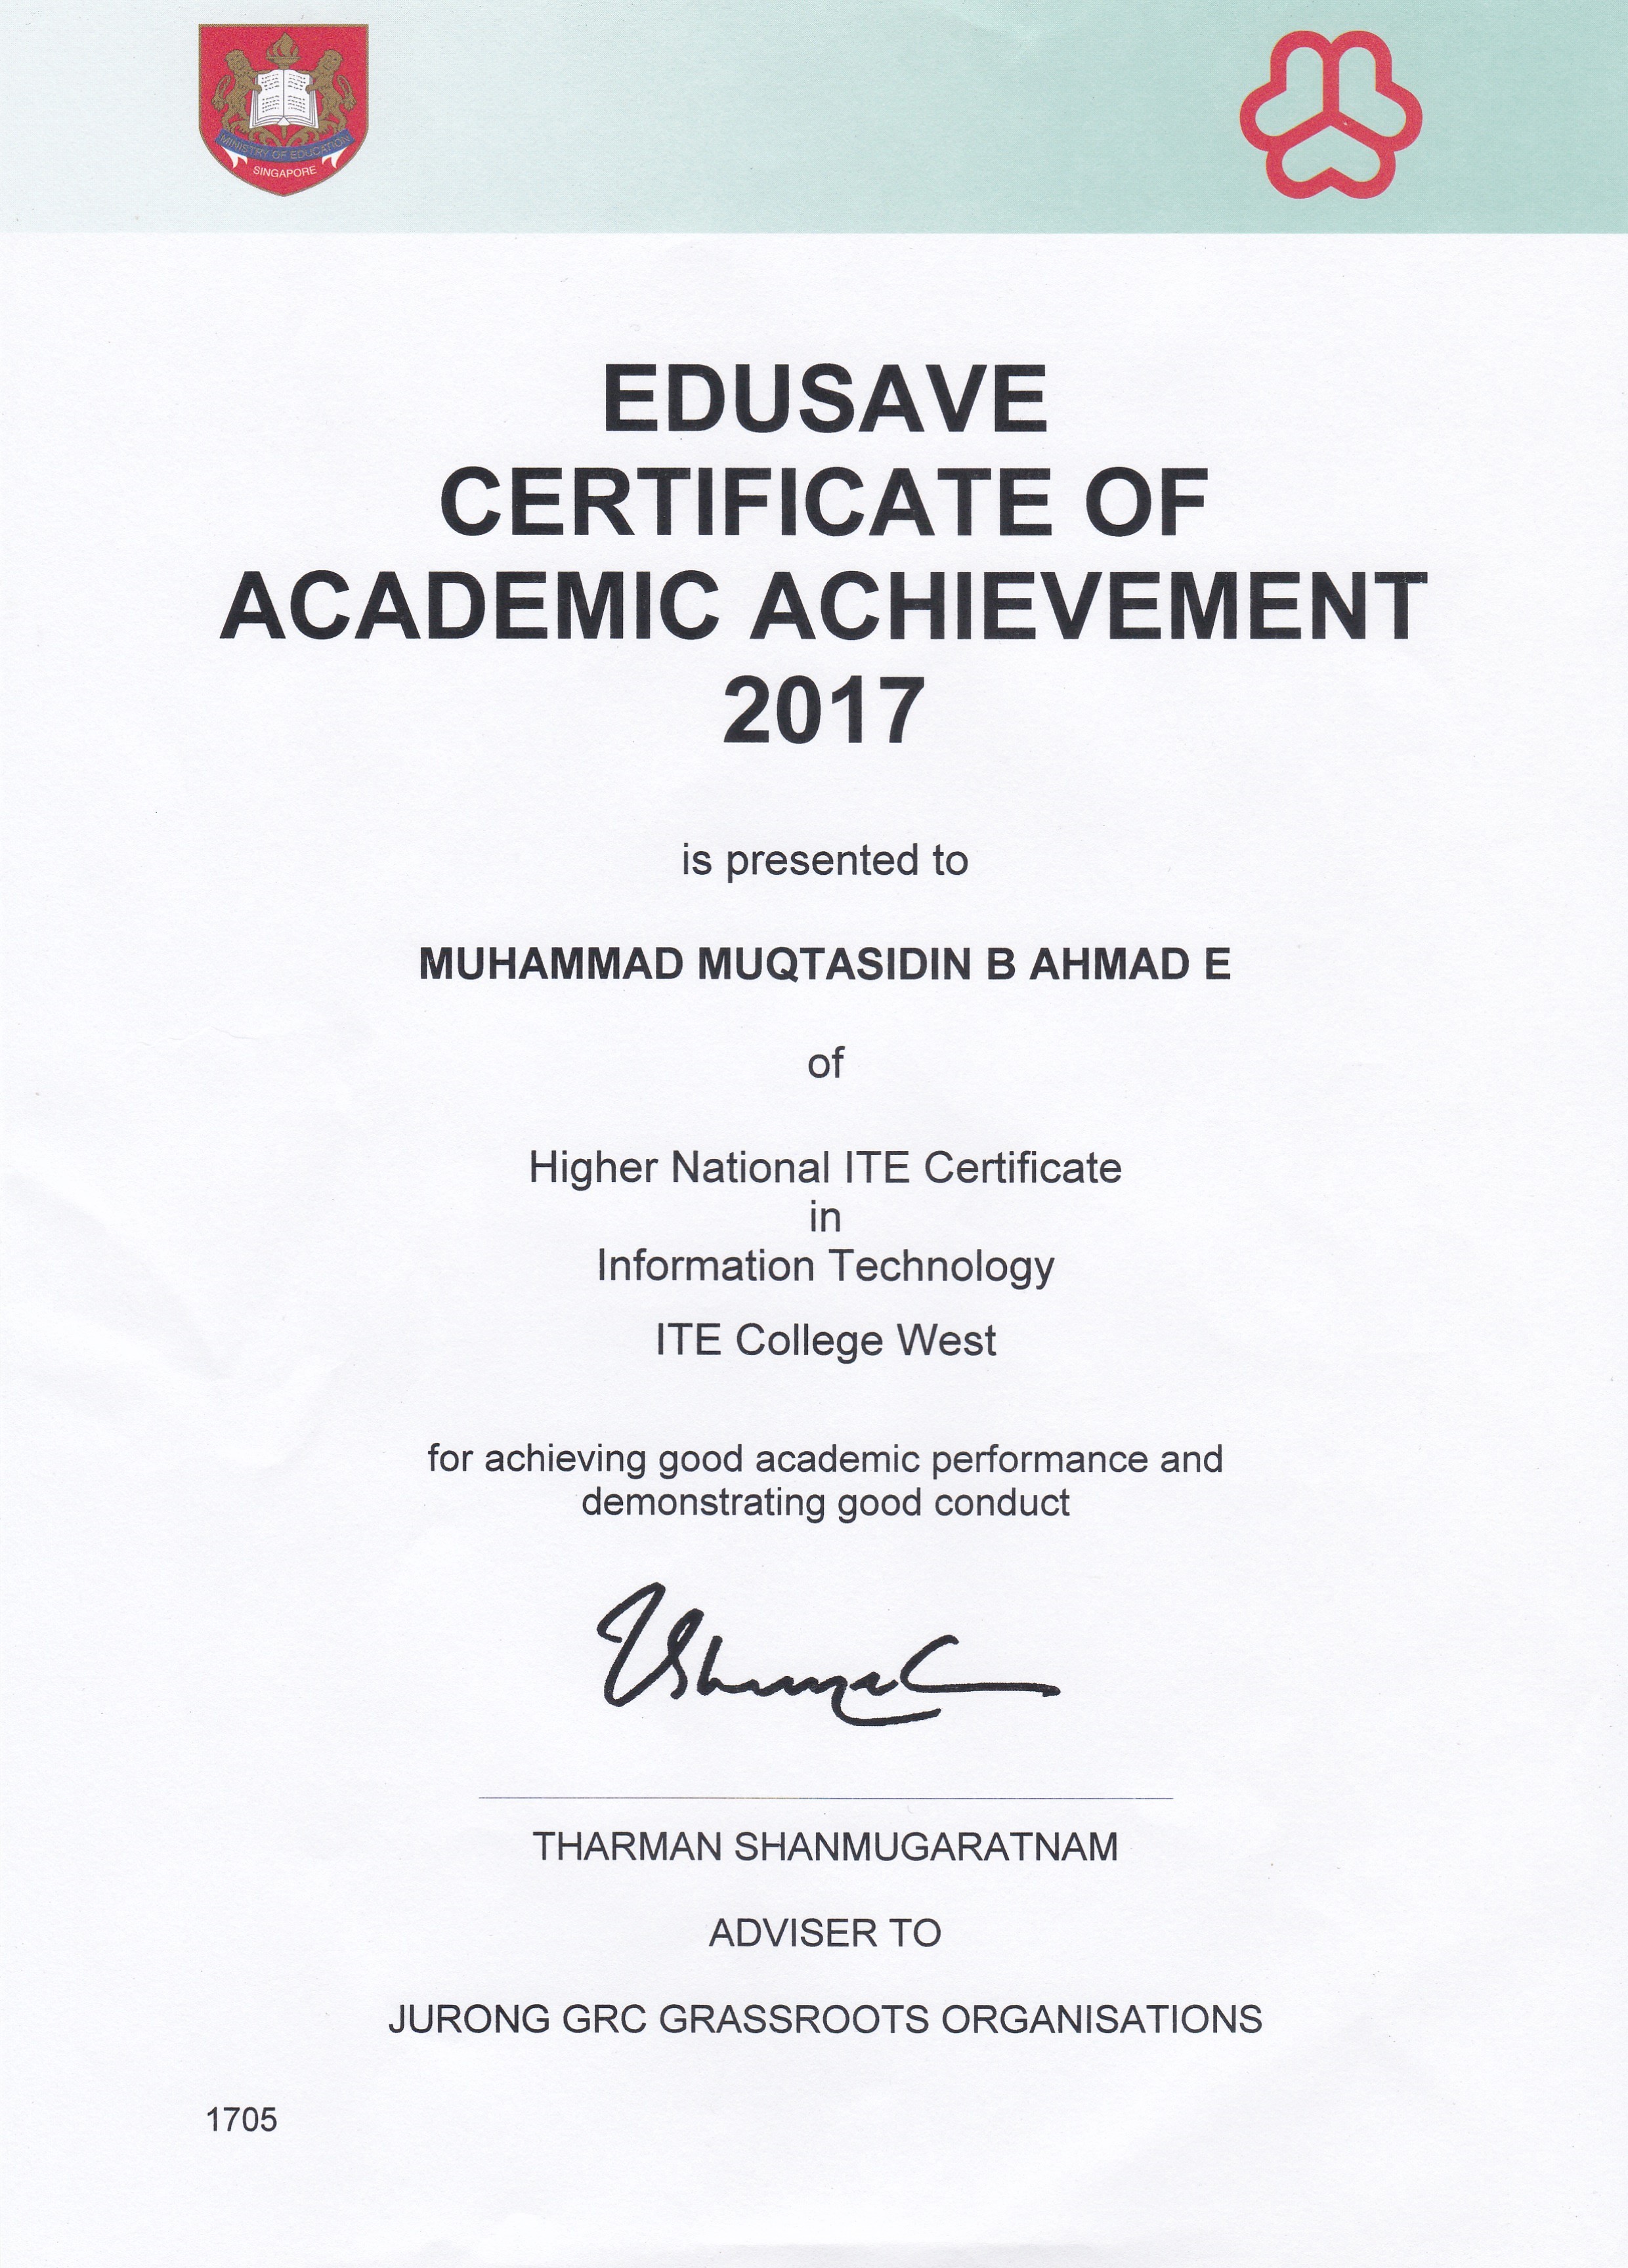 MINISTRY OF EDUCATION
SINGAPORE
EDUSAVE
CERTIFICATE OF
ACADEMIC ACHIEVEMENT
2017
is presented to
MUHAMMAD MUQTASIDIN B AHMAD E
of
Higher National ITE Certificate
in
Information Technology
ITE College West
for achieving good academic performance and
demonstrating good conduct
THARMAN SHANMUGARATNAM
ADVISER TO
JURONG GRC GRASSROOTS ORGANISATIONS
1705